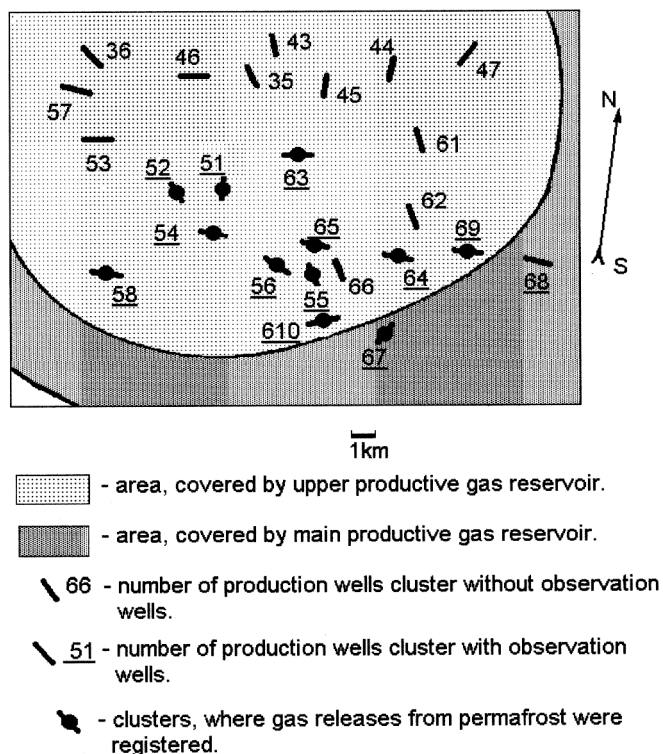 43
44
36
46
47
35
45
57
53
61
52
51
63
62
54
65
69
56
66
64
68
58
55
610
67
N
S
1km
- area, covered by upper productive gas reservoir.
- area, covered by main productive gas reservoir.
66 - number of production wells cluster without observation
wells.
51 - number of production wells cluster with observation
wells.
- clusters, where gas releases from permafrost were
registered.